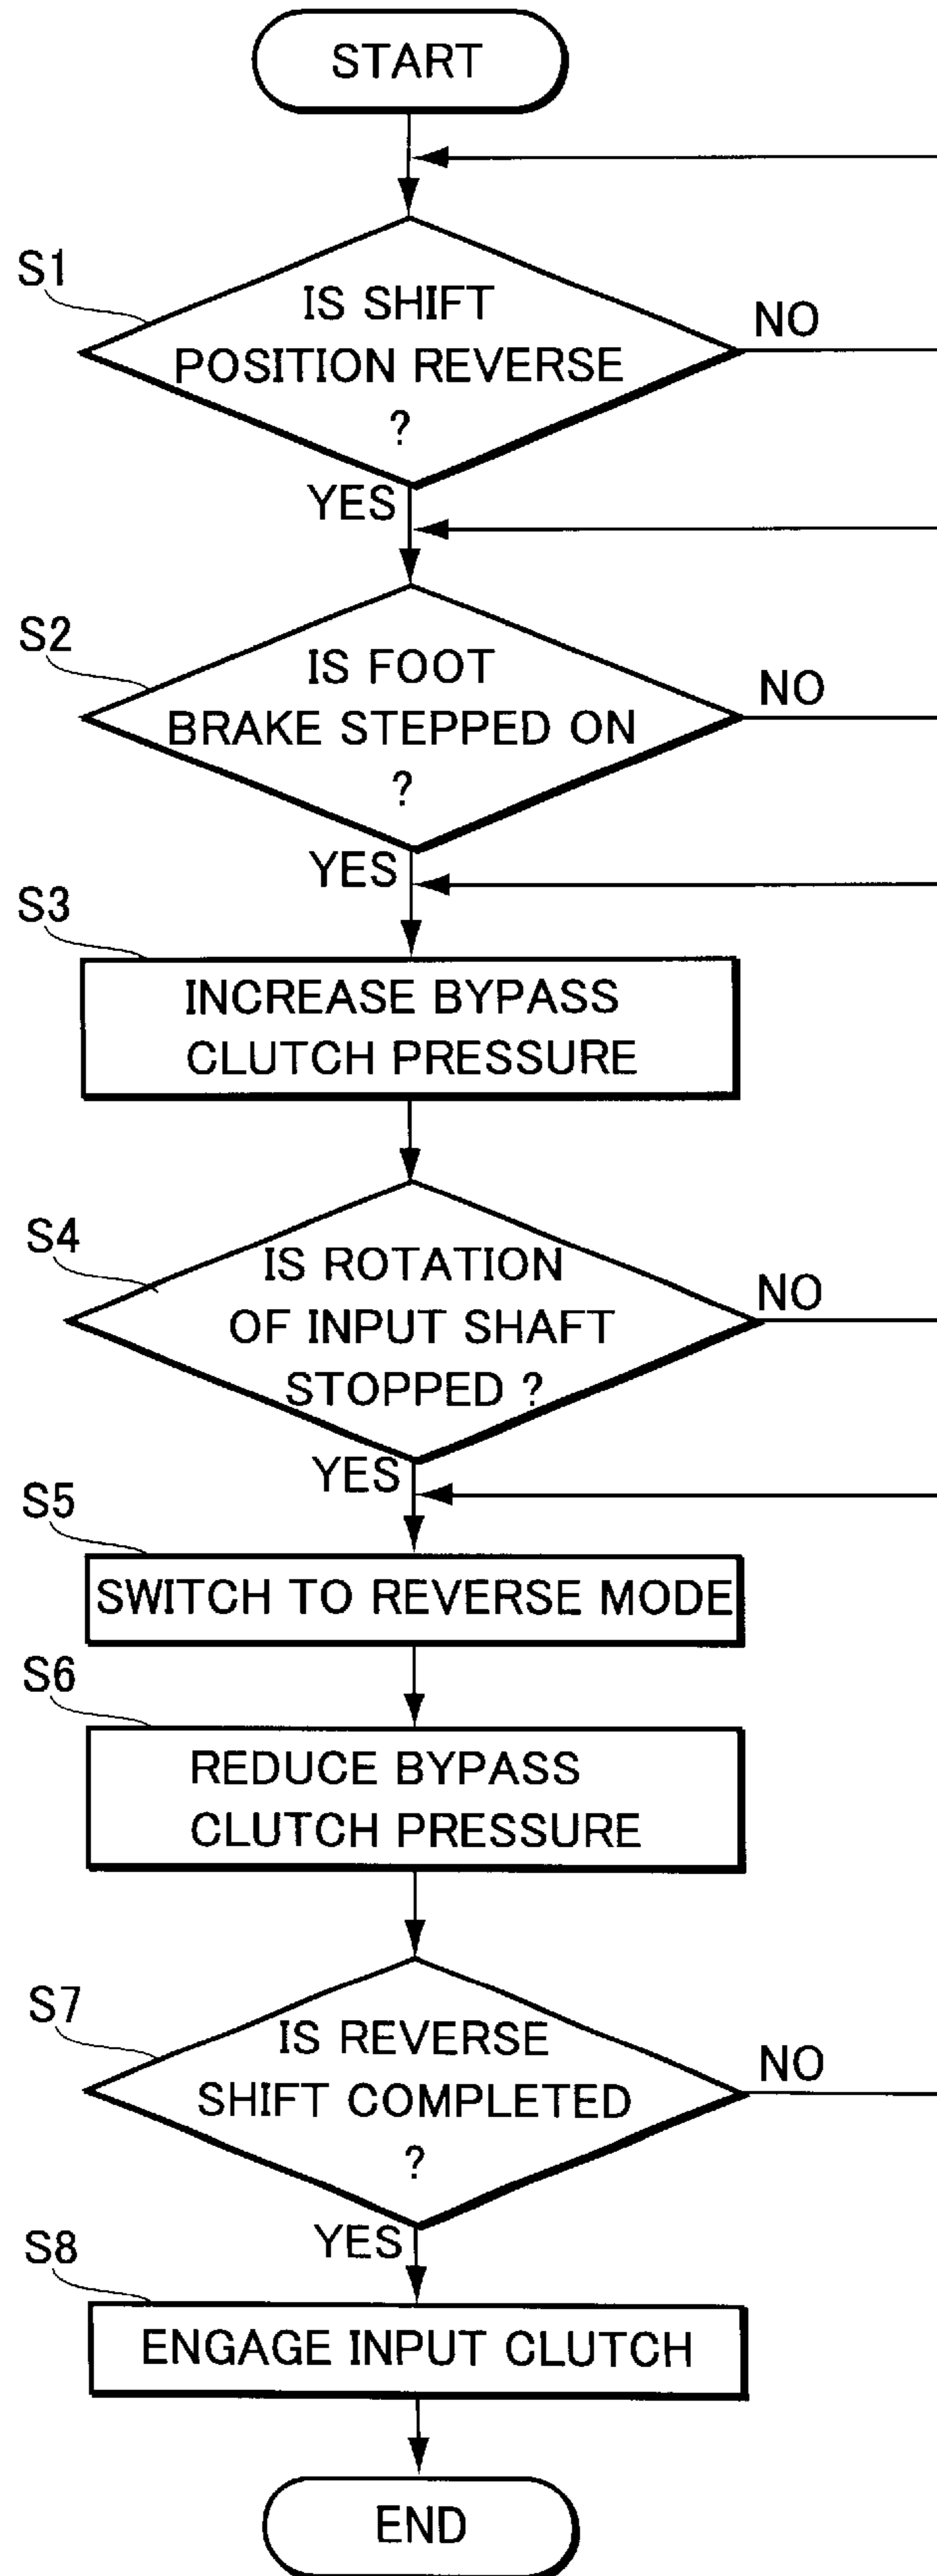 START
S1
IS SHIFT
POSITION REVERSE
?
NO
YES
S2
IS FOOT
BRAKE STEPPED ON
?
NO
YES
S3
INCREASE BYPASS
CLUTCH PRESSURE
S4
IS ROTATION
OF INPUT SHAFT
STOPPED ?
NO
YES
S5
SWITCH TO REVERSE MODE
S6
REDUCE BYPASS
CLUTCH PRESSURE
S7
IS REVERSE
SHIFT COMPLETED
?
NO
YES
S8
ENGAGE INPUT CLUTCH
END